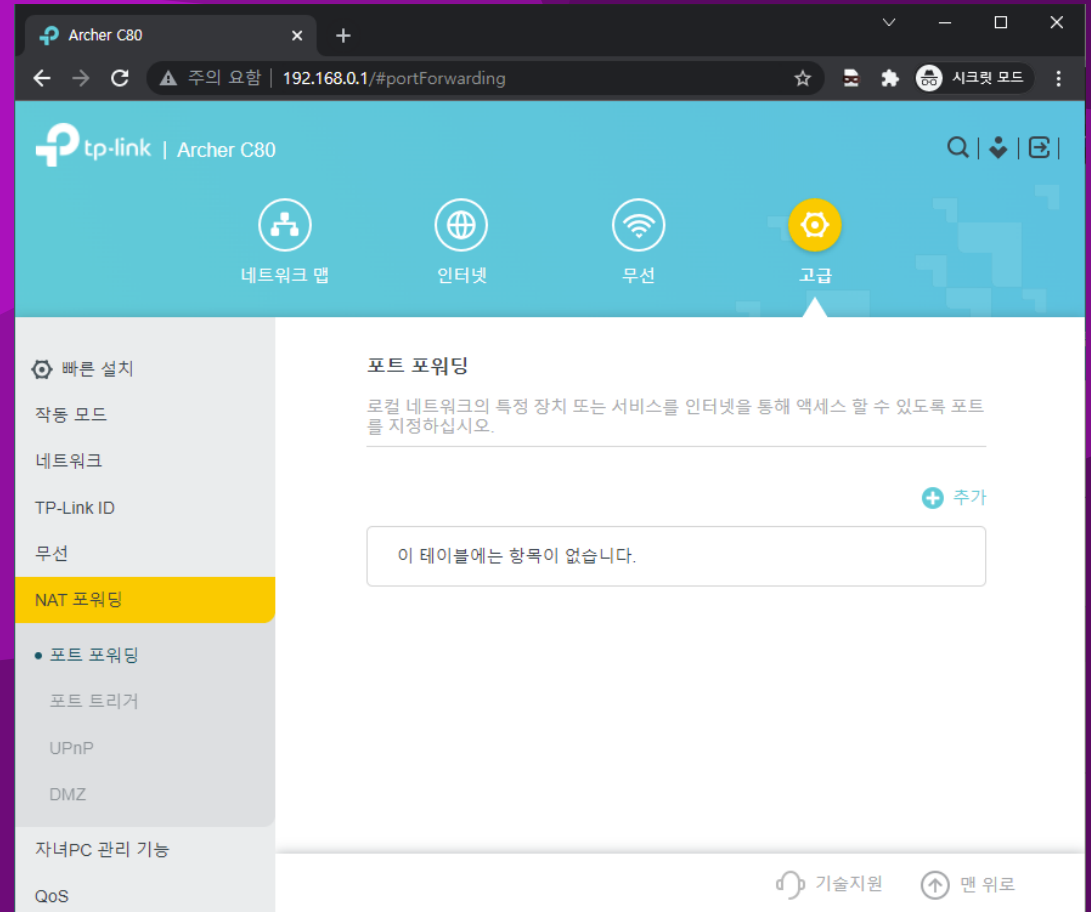 Archer C80
주의 요함 | 192.168.0.1/#portForwarding
시크릿 모드
tp-link | Archer C80
네트워크 맵
인터넷
무선
고급
빠른 설치
작동 모드
네트워크
TP-Link ID
무선
NAT 포워딩
포트 포워딩
포트 트리거
UPnP
DMZ
자녀PC 관리 기능
QoS
포트 포워딩
로컬 네트워크의 특정 장치 또는 서비스를 인터넷을 통해 액세스 할 수 있도록 포트
를 지정하십시오.
추가
이 테이블에는 항목이 없습니다.
기술지원
맨 위로